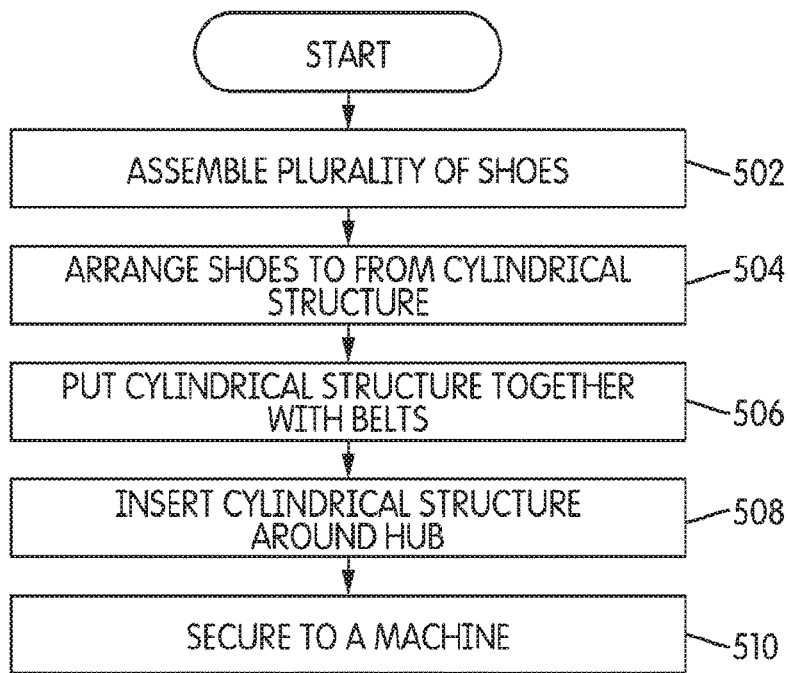 START
ASSEMBLE PLURALITY OF SHOES
502
ARRANGE SHOES TO FROM CYLINDRICAL
STRUCTURE
504
PUT CYLINDRICAL STRUCTURE TOGETHER
WITH BELTS
506
INSERT CYLINDRICAL STRUCTURE
AROUND HUB
508
SECURE TO A MACHINE
510